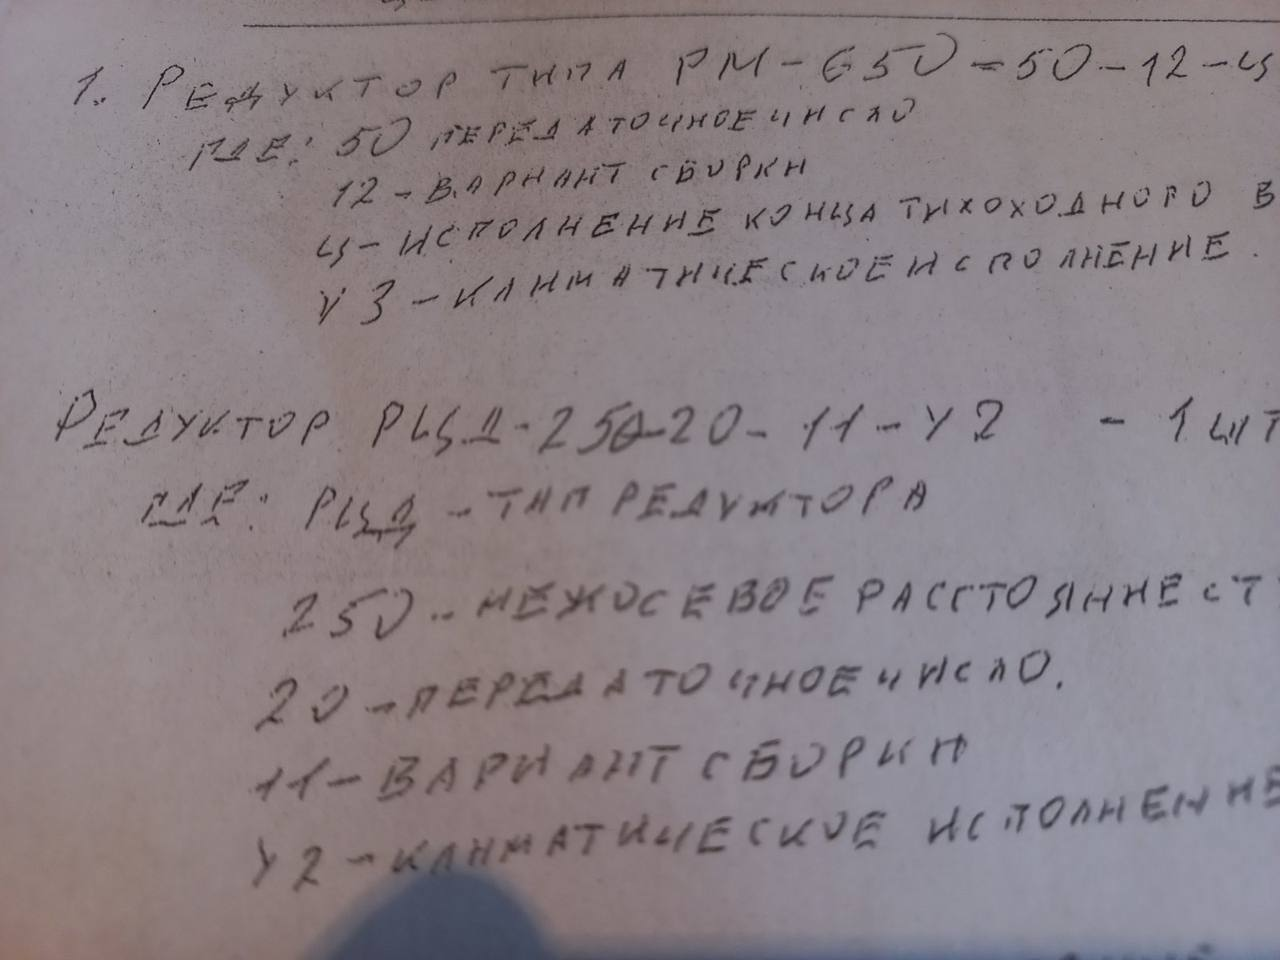 1. РЕДУКТОР ТИПА РМ-650-50-12-Ц
ГДЕ: 50 ПЕРЕДАТОЧНОЕ ЧИСЛО
12-ВАРИАНТ СБОРКИ
Ц-ИСПОЛНЕНИЕ КОНЦА ТИХОХОДНОГО В
У3-КЛИМАТИЧЕСКОЕ ИСПОЛНЕНИЕ.
РЕДУКТОР РЦД-250-20-11-У2 - 1 ШТ
ГДЕ: РЦД - ТИП РЕДУКТОРА
250-МЕЖОСЕВОЕ РАССТОЯНИЕ СТ
20-ПЕРЕДАТОЧНОЕ ЧИСЛО.
11-ВАРИАНТ СБОРКИ
У2-КЛИМАТИЧЕСКОЕ ИСПОЛНЕНИЕ